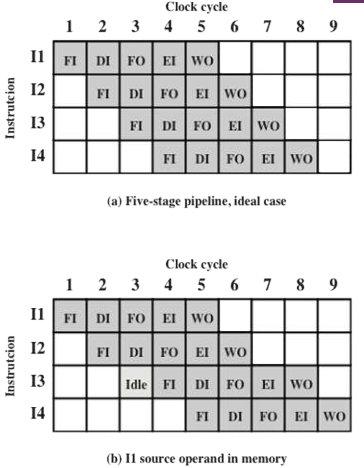 Clock cycle
1 2 3 4 5 6 7 8 9
Instrutcion
I1 FI DI FO EI WO
I2 FI DI FO EI WO
I3 FI DI FO EI WO
I4 FI DI FO EI WO
(a) Five-stage pipeline, ideal case
Clock cycle
1 2 3 4 5 6 7 8 9
Instrutcion
I1 FI DI FO EI WO
I2 FI DI FO EI WO
I3 Idle FI DI FO EI WO
I4 FI DI FO EI WO
(b) I1 source operand in memory